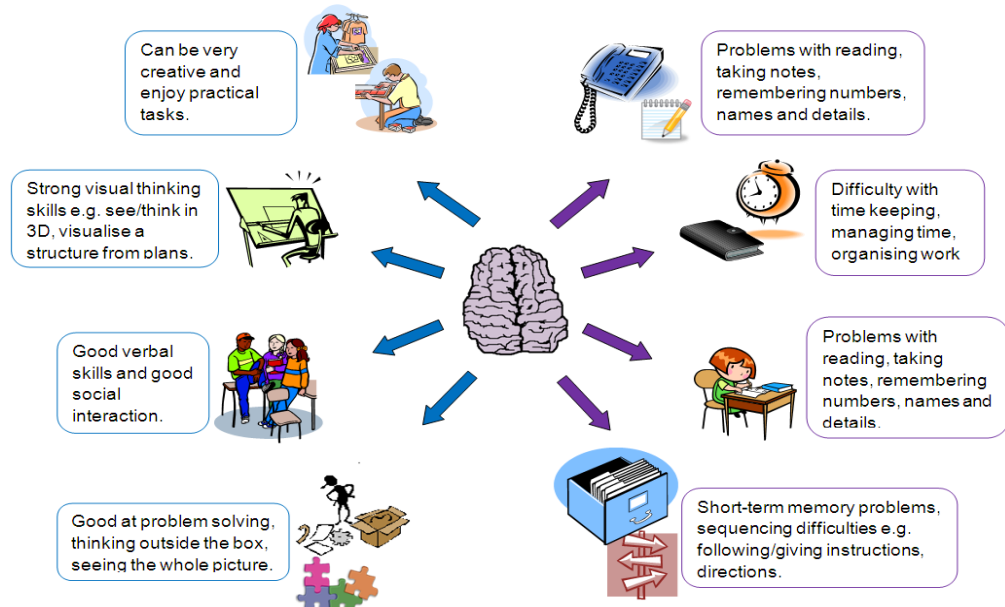 Can be very
creative and
enjoy practical
tasks.
Problems with reading,
taking notes,
remembering numbers,
names and details.
Strong visual thinking
skills e.g. see/think in
3D, visualise a
structure from plans.
Difficulty with
time keeping,
managing time,
organising work
Good verbal
skills and good
social
interaction.
Problems with
reading, taking
notes, remembering
numbers, names and
details.
Good at problem solving,
thinking outside the box,
seeing the whole picture.
Short-term memory problems,
sequencing difficulties e.g.
following/giving instructions,
directions.